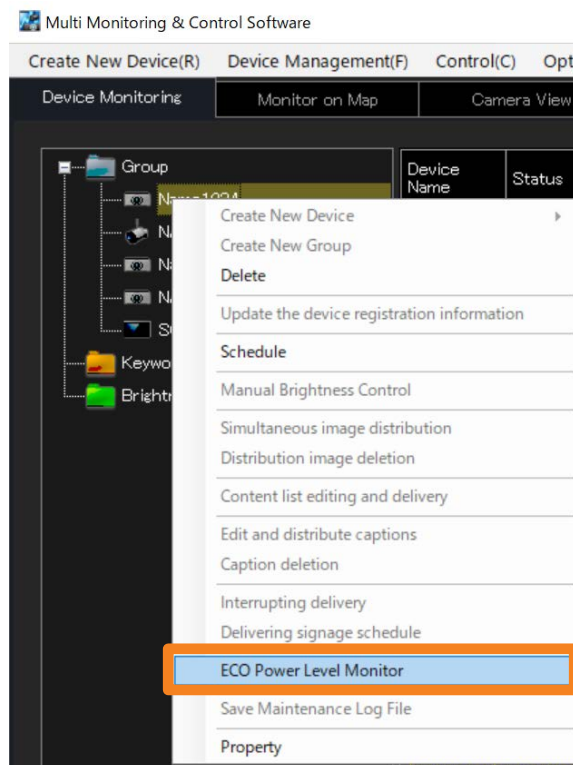 Multi Monitoring & Control Software
Create New Device(R) Device Management(F) Control(C) Opt
Device Monitoring Monitor on Map Camera View
Group
Device Name Status
Create New Device
Create New Group
Delete
Update the device registration information
Schedule
Keywo
Manual Brightness Control
Brightn
Simultaneous image distribution
Distribution image deletion
Content list editing and delivery
Edit and distribute captions
Caption deletion
Interrupting delivery
Delivering signage schedule
ECO Power Level Monitor
Save Maintenance Log File
Property